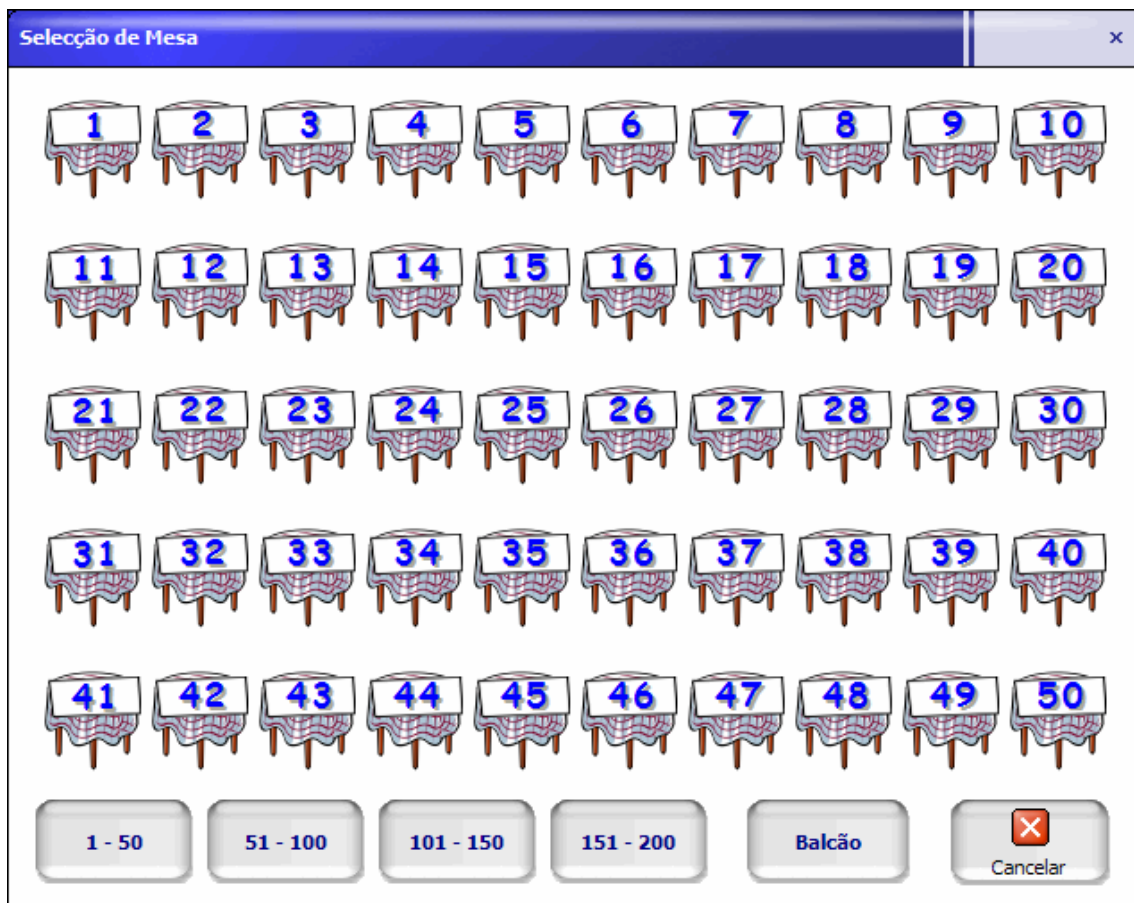 Selecção de Mesa
1 2 3 4 5 6 7 8 9 10
11 12 13 14 15 16 17 18 19 20
21 22 23 24 25 26 27 28 29 30
31 32 33 34 35 36 37 38 39 40
41 42 43 44 45 46 47 48 49 50
1 - 50 51 - 100 101 - 150 151 - 200 Balcão Cancelar